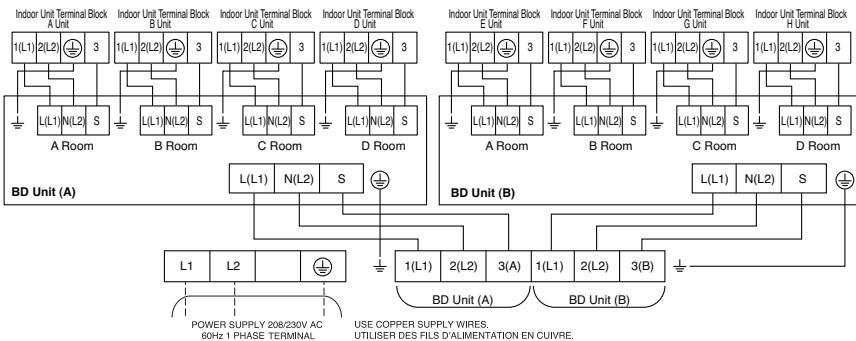 Indoor Unit Terminal Block
A Unit
Indoor Unit Terminal Block
B Unit
Indoor Unit Terminal Block
C Unit
Indoor Unit Terminal Block
D Unit
Indoor Unit Terminal Block
E Unit
Indoor Unit Terminal Block
F Unit
Indoor Unit Terminal Block
G Unit
Indoor Unit Terminal Block
H Unit
1(L1) 2(L2) 3
1(L1) 2(L2) 3
1(L1) 2(L2) 3
1(L1) 2(L2) 3
1(L1) 2(L2) 3
1(L1) 2(L2) 3
1(L1) 2(L2) 3
1(L1) 2(L2) 3
L(L1) N(L2) S
A Room
L(L1) N(L2) S
B Room
L(L1) N(L2) S
C Room
L(L1) N(L2) S
D Room
L(L1) N(L2) S
A Room
L(L1) N(L2) S
B Room
L(L1) N(L2) S
C Room
L(L1) N(L2) S
D Room
BD Unit (A)
L(L1) N(L2) S
BD Unit (B)
L(L1) N(L2) S
L1 L2
1(L1) 2(L2) 3(A) 1(L1) 2(L2) 3(B)
BD Unit (A)
BD Unit (B)
POWER SUPPLY 208/230V AC
60Hz 1 PHASE TERMINAL
USE COPPER SUPPLY WIRES.
UTILISER DES FILS D'ALIMENTATION EN CUIVRE.